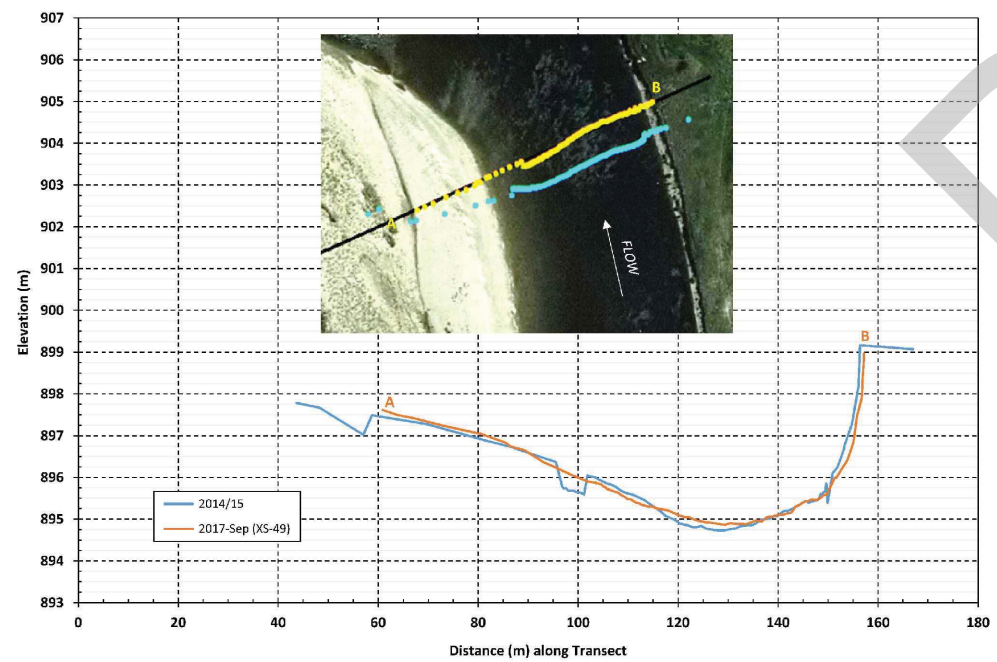 907
906
905
904
903
902
901
900
899
898
897
896
895
894
893
Elevation (m)
B
A
FLOW
B
A
2014/15
2017-Sep (XS-49)
0 20 40 60 80 100 120 140 160 180
Distance (m) along Transect